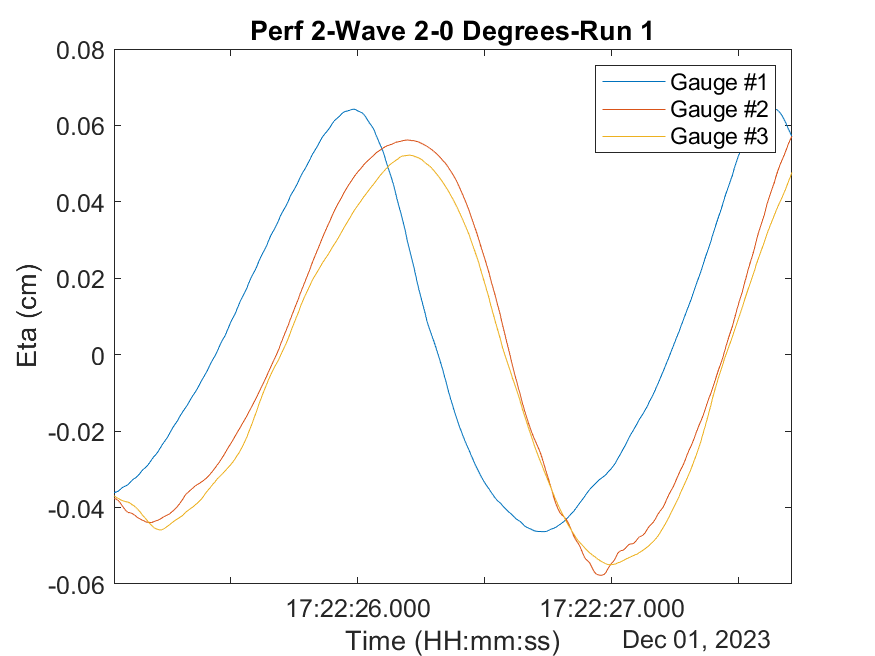 Perf 2-Wave 2-0 Degrees-Run 1
0.08
0.06
0.04
0.02
0
-0.02
-0.04
-0.06
Eta (cm)
Gauge #1
Gauge #2
Gauge #3
17:22:26.000
17:22:27.000
Time (HH:mm:ss)
Dec 01, 2023